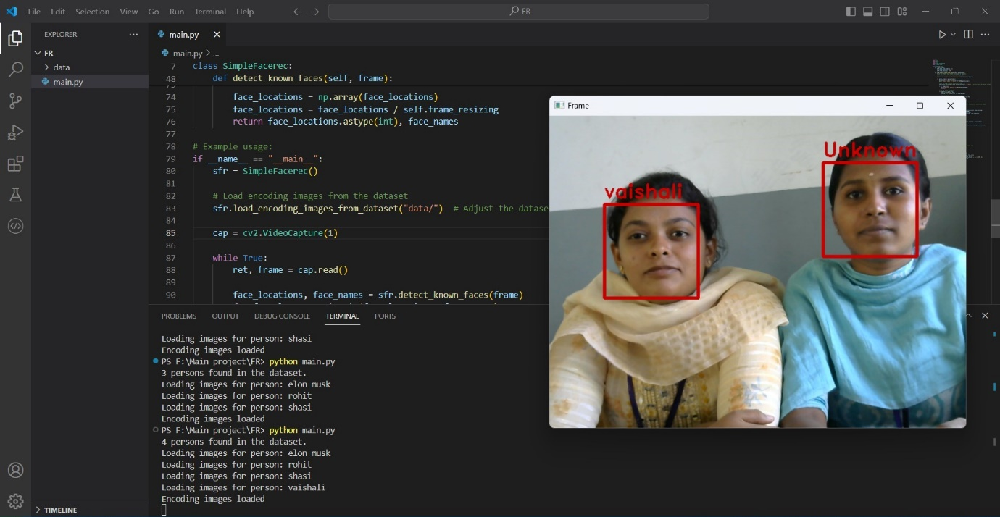 File Edit Selection View Go Run Terminal Help
FR
EXPLORER
FR
data
main.py
TIMELINE
main.py
main.py > ...
7 class SimpleFacerec:
48 def detect_known_faces(self, frame):
74 face_locations = np.array(face_locations)
75 face_locations = face_locations / self.frame_resizing
76 return face_locations.astype(int), face_names
77
78 # Example usage:
79 if __name__ == "__main__":
80 sfr = SimpleFacerec()
81
82 # Load encoding images from the dataset
83 sfr.load_encoding_images_from_dataset("data/") # Adjust the datase
84
85 cap = cv2.VideoCapture(1)
86
87 while True:
88 ret, frame = cap.read()
89
90 face_locations, face_names = sfr.detect_known_faces(frame)
Frame
vaishali
Unknown
PROBLEMS OUTPUT DEBUG CONSOLE TERMINAL PORTS
Loading images for person: shasi
Encoding images loaded
PS F:\Main project\FR> python main.py
3 persons found in the dataset.
Loading images for person: elon musk
Loading images for person: rohit
Loading images for person: shasi
Encoding images loaded
PS F:\Main project\FR> python main.py
4 persons found in the dataset.
Loading images for person: elon musk
Loading images for person: rohit
Loading images for person: shasi
Loading images for person: vaishali
Encoding images loaded